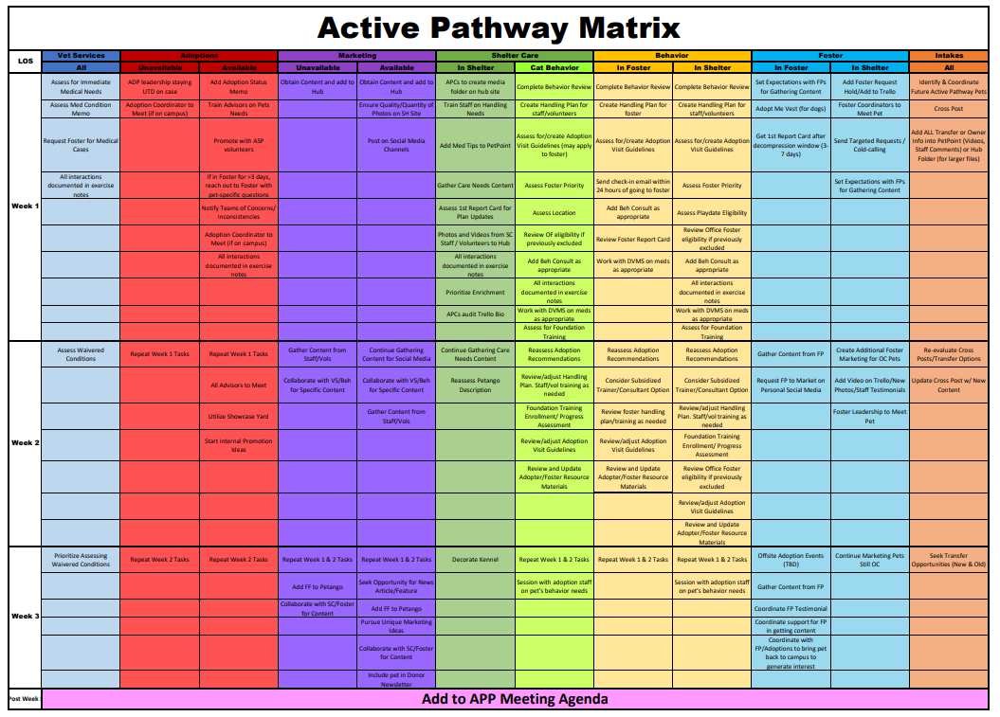 Active Pathway Matrix
LOS Vet Services Adoptions Marketing Shelter Care Behavior Foster Intakes
All Unavailable Available Unavailable Available In Shelter Cat Behavior In Foster In Shelter In Foster In Shelter All
Week 1
Assess for Immediate Medical Needs
ADP leadership staying UTD on case
Add Adoption Status Memo
Obtain Content and add to Hub
Obtain Content and add to Hub
APCs to create media folder on hub site
Complete Behavior Review
Complete Behavior Review
Complete Behavior Review
Set Expectations with FPs for Gathering Content
Add Foster Request Hold/Add to Trello
Identify & Coordinate Future Active Pathway Pets
Assess Med Condition Memo
Adoption Coordinator to Meet (if on campus)
Train Advisors on Pets Needs
Ensure Quality/Quantity of Photos on SH Site
Train Staff on Handling Needs
Create Handling Plan for staff/volunteers
Create Handling Plan for foster
Create Handling Plan for staff/volunteers
Adopt Me Vest (for dogs)
Foster Coordinators to Meet Pet
Cross Post
Request Foster for Medical Cases
Promote with ASP volunteers
Post on Social Media Channels
Add Med Tips to PetPoint
Assess for/create Adoption Visit Guidelines (may apply to foster)
Assess for/create Adoption Visit Guidelines
Assess for/create Adoption Visit Guidelines
Get 1st Report Card after decompression window (3-7 days)
Send Targeted Requests / Cold-calling
Add ALL Transfer or Owner Info into PetPoint (Videos, Staff Comments) or Hub Folder (for larger files)
All interactions documented in exercise notes
If in Foster for >3 days, reach out to Foster with pet-specific questions
Gather Care Needs Content
Assess Foster Priority
Send check-in email within 24 hours of going to foster
Assess Foster Priority
Set Expectations with FPs for Gathering Content
Notify Teams of Concerns/ Inconsistencies
Assess 1st Report Card for Plan Updates
Assess Location
Add Beh Consult as appropriate
Assess Playdate Eligibility
Adoption Coordinator to Meet (if on campus)
Photos and Videos from SC Staff / Volunteers to Hub
Review OF eligibility if previously excluded
Review Foster Report Card
Review Office Foster eligibility if previously excluded
All interactions documented in exercise notes
All interactions documented in exercise notes
Add Beh Consult as appropriate
Work with DVMS on meds as appropriate
Add Beh Consult as appropriate
Prioritize Enrichment
All interactions documented in exercise notes
All interactions documented in exercise notes
APCs audit Trello Bio
Work with DVMS on meds as appropriate
Work with DVMS on meds as appropriate
Assess for Foundation Training
Assess for Foundation Training
Week 2
Assess Waivered Conditions
Repeat Week 1 Tasks
Repeat Week 1 Tasks
Gather Content from Staff/Vols
Continue Gathering Content for Social Media
Continue Gathering Care Needs Content
Reassess Adoption Recommendations
Reassess Adoption Recommendations
Reassess Adoption Recommendations
Gather Content from FP
Create Additional Foster Marketing for OC Pets
Re-evaluate Cross Posts/Transfer Options
All Advisors to Meet
Collaborate with VS/Beh for Specific Content
Collaborate with VS/Beh for Specific Content
Reassess Petango Description
Review/adjust Handling Plan. Staff/vol training as needed
Consider Subsidized Trainer/Consultant Option
Consider Subsidized Trainer/Consultant Option
Request FP to Market on Personal Social Media
Add Video on Trello/New Photos/Staff Testimonials
Update Cross Post w/ New Content
Utilize Showcase Yard
Gather Content from Staff/Vols
Foundation Training Enrollment/ Progress Assessment
Review foster handling plan/training as needed
Review/adjust Handling Plan. Staff/vol training as needed
Foster Leadership to Meet Pet
Start Internal Promotion Ideas
Review/adjust Adoption Visit Guidelines
Review/adjust Adoption Visit Guidelines
Foundation Training Enrollment/ Progress Assessment
Review and Update Adopter/Foster Resource Materials
Review and Update Adopter/Foster Resource Materials
Review Office Foster eligibility if previously excluded
Review/adjust Adoption Visit Guidelines
Review and Update Adopter/Foster Resource Materials
Week 3
Prioritize Assessing Waivered Conditions
Repeat Week 2 Tasks
Repeat Week 2 Tasks
Repeat Week 1 & 2 Tasks
Repeat Week 1 & 2 Tasks
Decorate Kennel
Repeat Week 1 & 2 Tasks
Repeat Week 1 & 2 Tasks
Repeat Week 1 & 2 Tasks
Offsite Adoption Events (TBD)
Continue Marketing Pets Still OC
Seek Transfer Opportunities (New & Old)
Add FF to Petango
Seek Opportunity for News Article/Feature
Session with adoption staff on pet's behavior needs
Session with adoption staff on pet's behavior needs
Gather Content from FP
Collaborate with SC/Foster for Content
Add FF to Petango
Coordinate FP Testimonial
Pursue Unique Marketing Ideas
Coordinate support for FP in getting content
Collaborate with SC/Foster for Content
Coordinate with FP/Adoptions to bring pet back to campus to generate interest
Include pet in Donor Newsletter
Post Week
Add to APP Meeting Agenda